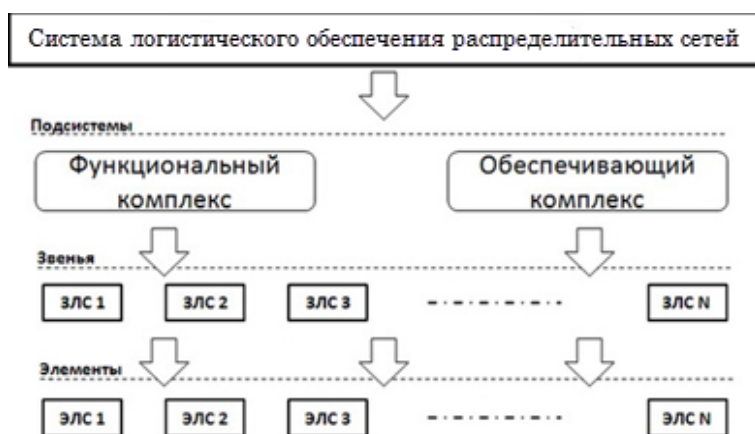 Система логистического обеспечения распределительных сетей
Подсистемы
Функциональный комплекс
Обеспечивающий комплекс
Звенья
ЗЛС 1 ЗЛС 2 ЗЛС 3 ЗЛС N
Элементы
ЭЛС 1 ЭЛС 2 ЭЛС 3 ЭЛС N